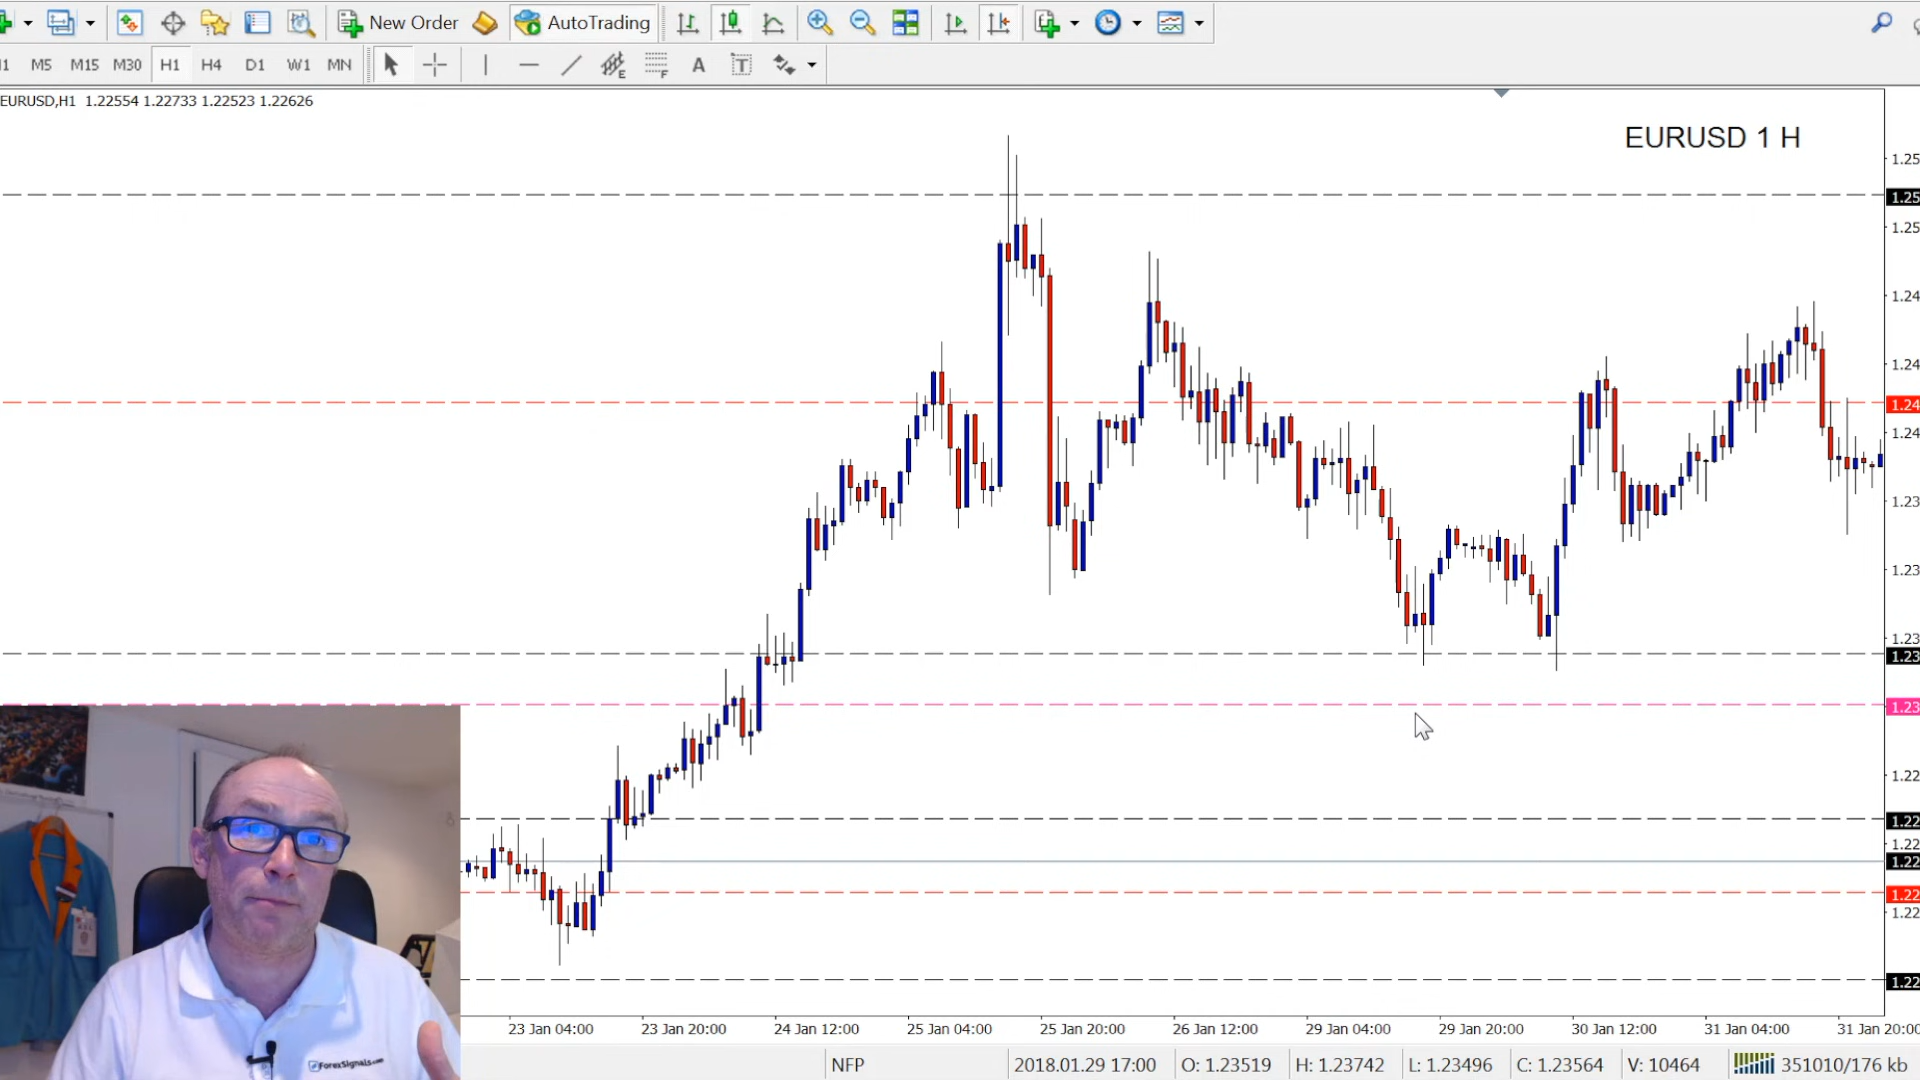 New Order AutoTrading
M5 M15 M30 H1 H4 D1 W1 MN E F A T
EURUSD,H1 1.22554 1.22733 1.22523 1.22626
EURUSD 1 H
1.25
1.25
1.25
1.24
1.24
1.24
1.24
1.23
1.23
1.23
1.23
1.23
1.22
1.22
1.22
1.22
1.22
1.22
1.22
23 Jan 04:00 23 Jan 20:00 24 Jan 12:00 25 Jan 04:00 25 Jan 20:00 26 Jan 12:00 29 Jan 04:00 29 Jan 20:00 30 Jan 12:00 31 Jan 04:00 31 Jan 20:00
NFP 2018.01.29 17:00 O: 1.23519 H: 1.23742 L: 1.23496 C: 1.23564 V: 10464 351010/176 kb
ForexSignals.com